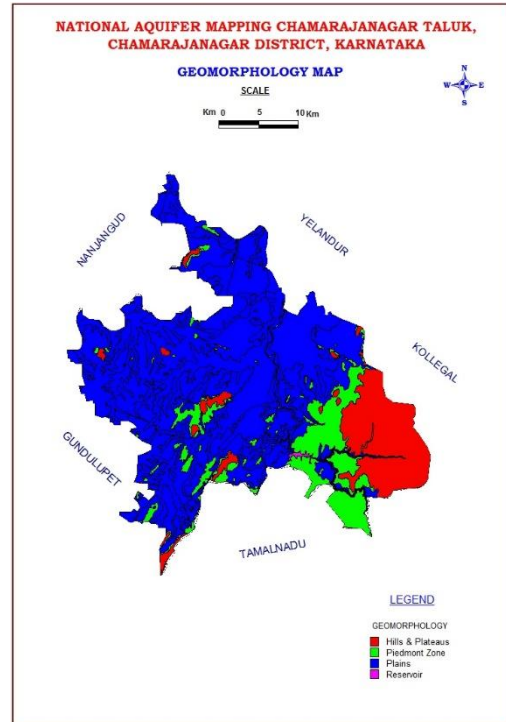 NATIONAL AQUIFER MAPPING CHAMARAJANAGAR TALUK,
CHAMARAJANAGAR DISTRICT, KARNATAKA
GEOMORPHOLOGY MAP
SCALE
Km 0 5 10 Km
N
W E
S
NANJANGUD
YELANDUR
KOLLEGAL
GUNDULUPET
TAMALNADU
LEGEND
GEOMORPHOLOGY
Hills & Plateaus
Piedmont Zone
Plains
Reservoir